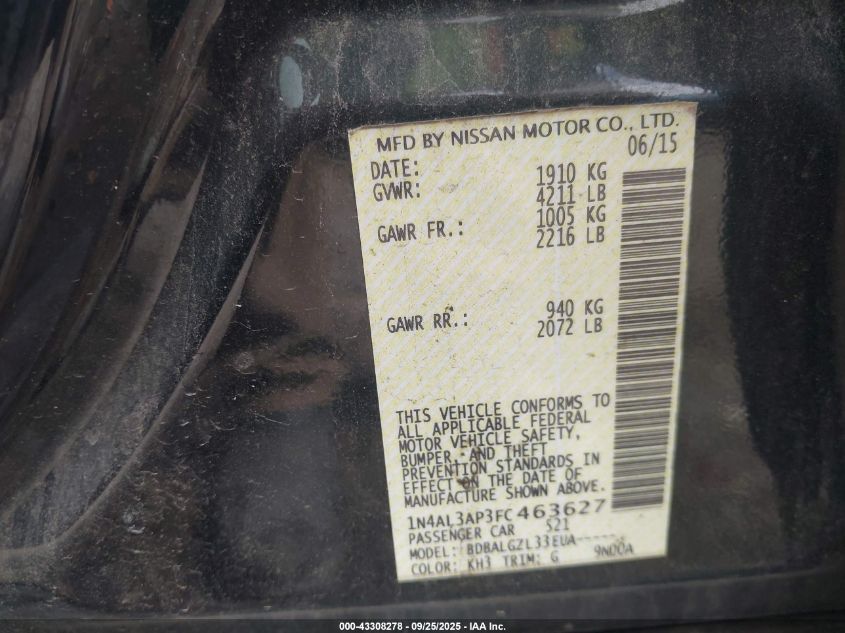 MFD BY NISSAN MOTOR CO., LTD.
DATE: 06/15
GVWR: 1910 KG
4211 LB
GAWR FR.: 1005 KG
2216 LB
GAWR RR.: 940 KG
2072 LB
THIS VEHICLE CONFORMS TO
ALL APPLICABLE FEDERAL
MOTOR VEHICLE SAFETY,
BUMPER, AND THEFT
PREVENTION STANDARDS IN
EFFECT ON THE DATE OF
MANUFACTURE SHOWN ABOVE.
1N4AL3AP3FC463627
PASSENGER CAR S21
MODEL: BDBALGZL33EUA-----
COLOR: KH3 TRIM: G 9N00A
000-43308278 - 09/25/2025 - IAA Inc.